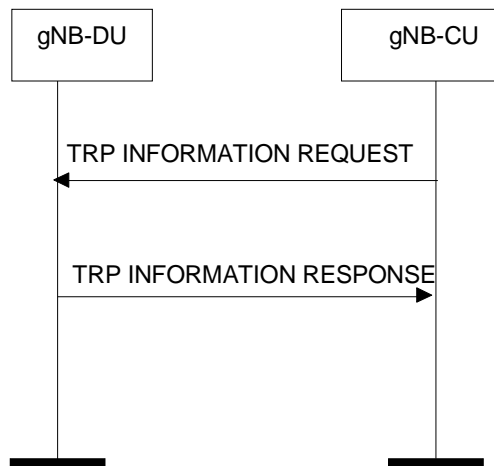 gNB-DU
gNB-CU
TRP INFORMATION REQUEST
TRP INFORMATION RESPONSE